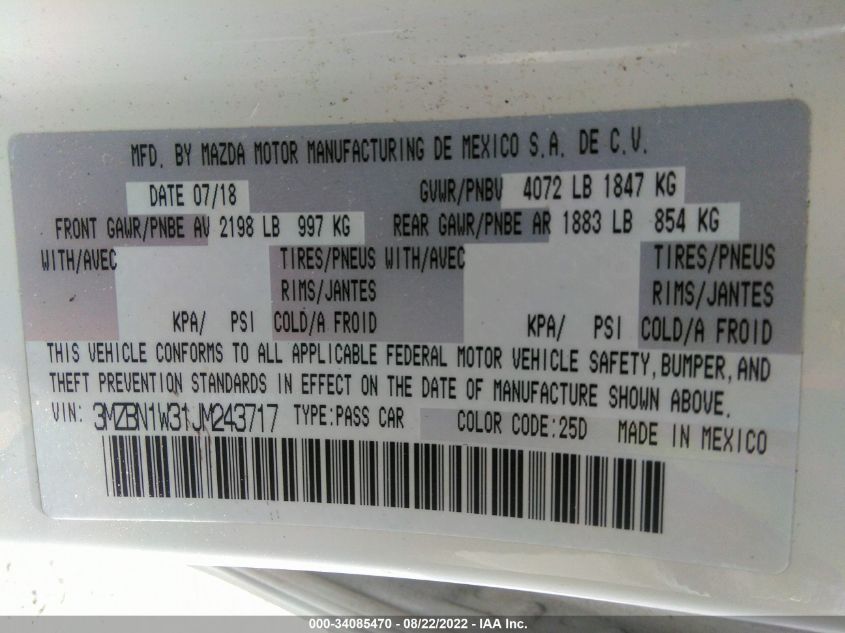 MFD. BY MAZDA MOTOR MANUFACTURING DE MEXICO S.A. DE C.V.
DATE 07/18 GVWR/PNBV 4072 LB 1847 KG
FRONT GAWR/PNBE AV 2198 LB 997 KG REAR GAWR/PNBE AR 1883 LB 854 KG
WITH/AVEC TIRES/PNEUS WITH/AVEC TIRES/PNEUS
RIMS/JANTES RIMS/JANTES
KPA/ PSI COLD/A FROID KPA/ PSI COLD/A FROID
THIS VEHICLE CONFORMS TO ALL APPLICABLE FEDERAL MOTOR VEHICLE SAFETY, BUMPER, AND
THEFT PREVENTION STANDARDS IN EFFECT ON THE DATE OF MANUFACTURE SHOWN ABOVE.
VIN: 3MZBN1W31JM243717 TYPE:PASS CAR COLOR CODE:25D MADE IN MEXICO
000-34085470 - 08/22/2022 - IAA Inc.